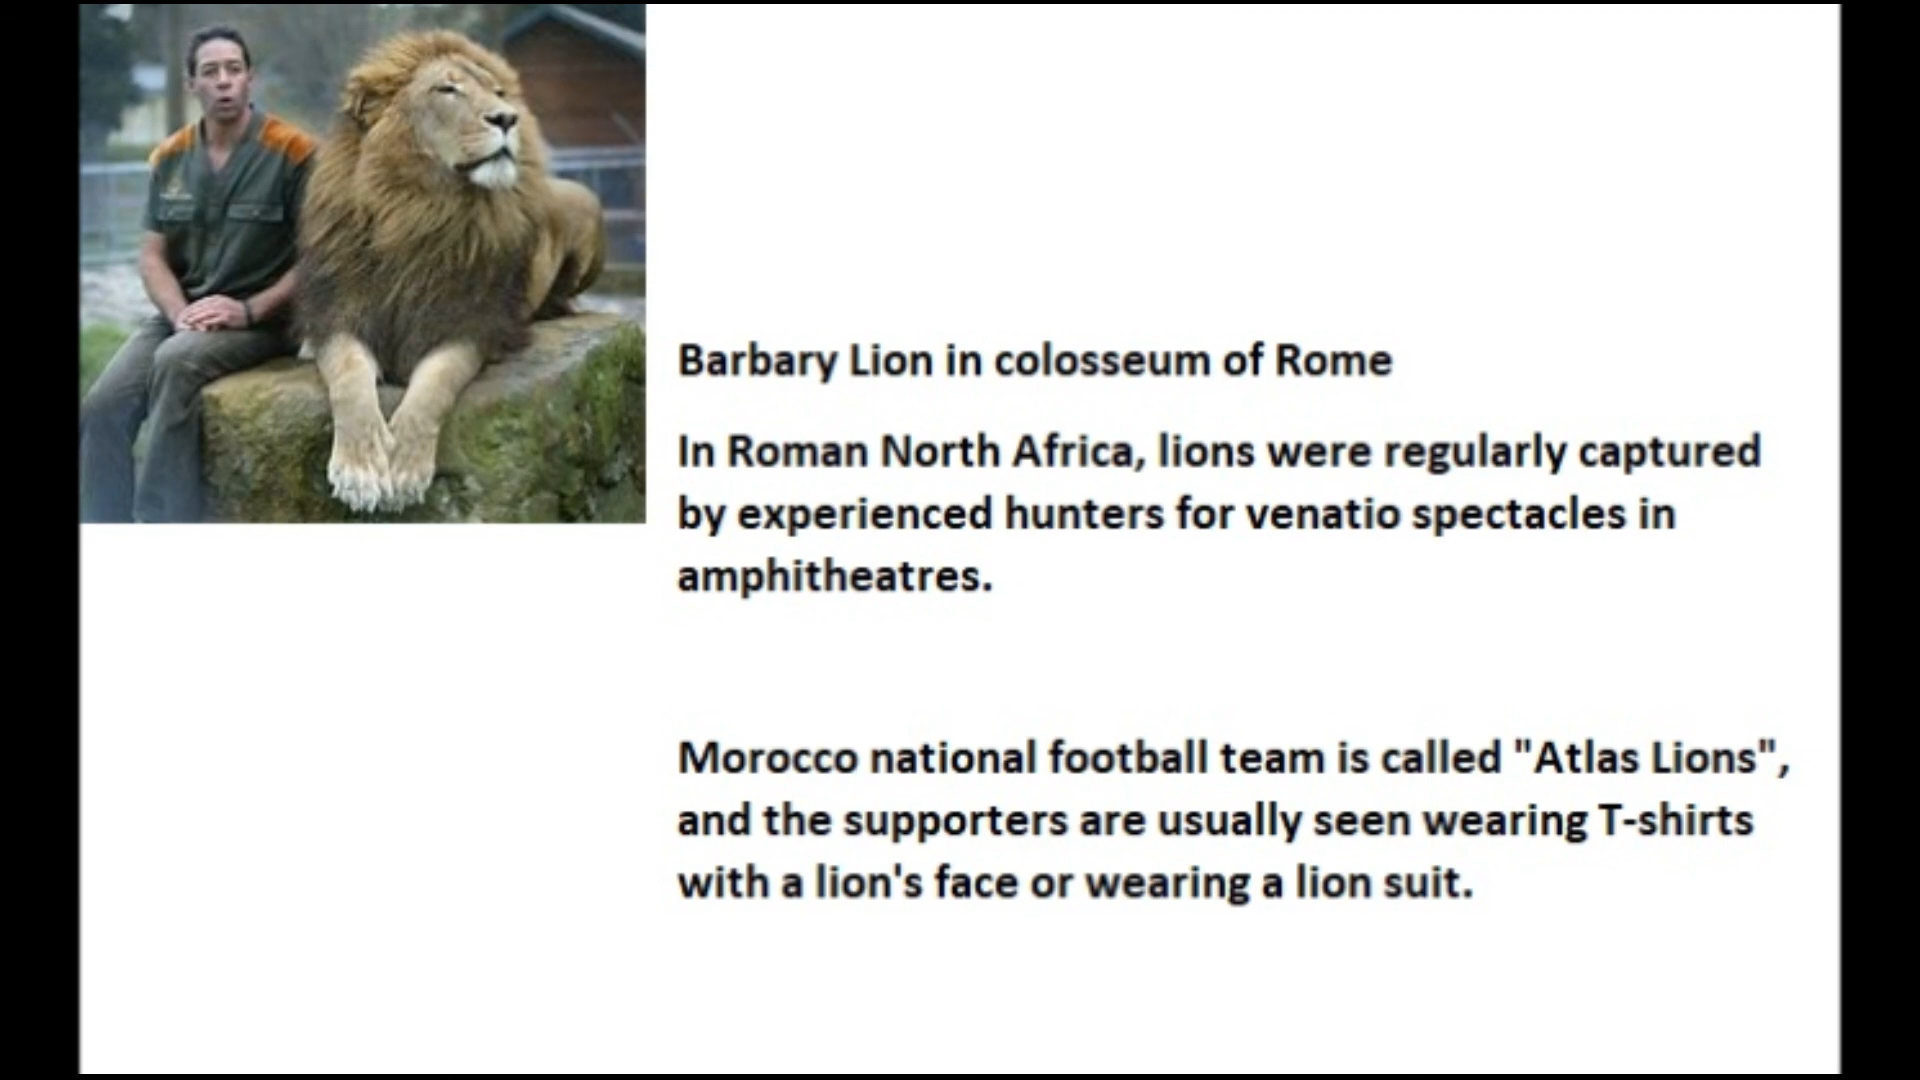 Barbary Lion in colosseum of Rome
In Roman North Africa, lions were regularly captured
by experienced hunters for venatio spectacles in
amphitheatres.
Morocco national football team is called "Atlas Lions",
and the supporters are usually seen wearing T-shirts
with a lion's face or wearing a lion suit.